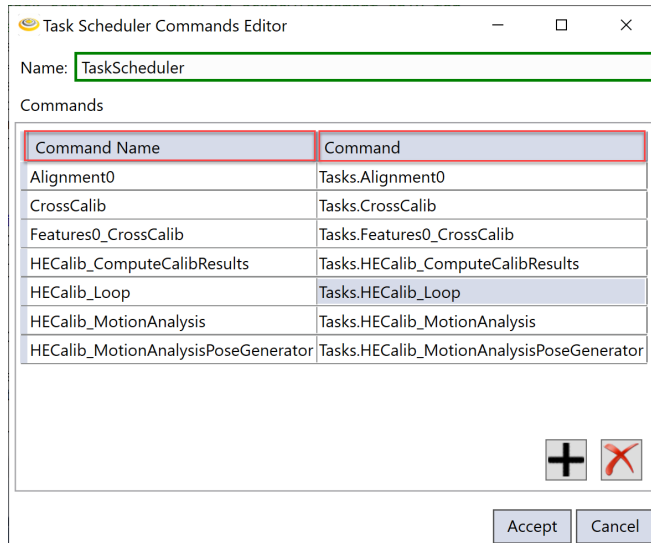 Task Scheduler Commands Editor
Name: TaskScheduler
Commands
Command Name Command
Alignment0 Tasks.Alignment0
CrossCalib Tasks.CrossCalib
Features0_CrossCalib Tasks.Features0_CrossCalib
HECalib_ComputeCalibResults Tasks.HECalib_ComputeCalibResults
HECalib_Loop Tasks.HECalib_Loop
HECalib_MotionAnalysis Tasks.HECalib_MotionAnalysis
HECalib_MotionAnalysisPoseGenerator Tasks.HECalib_MotionAnalysisPoseGenerator
Accept Cancel